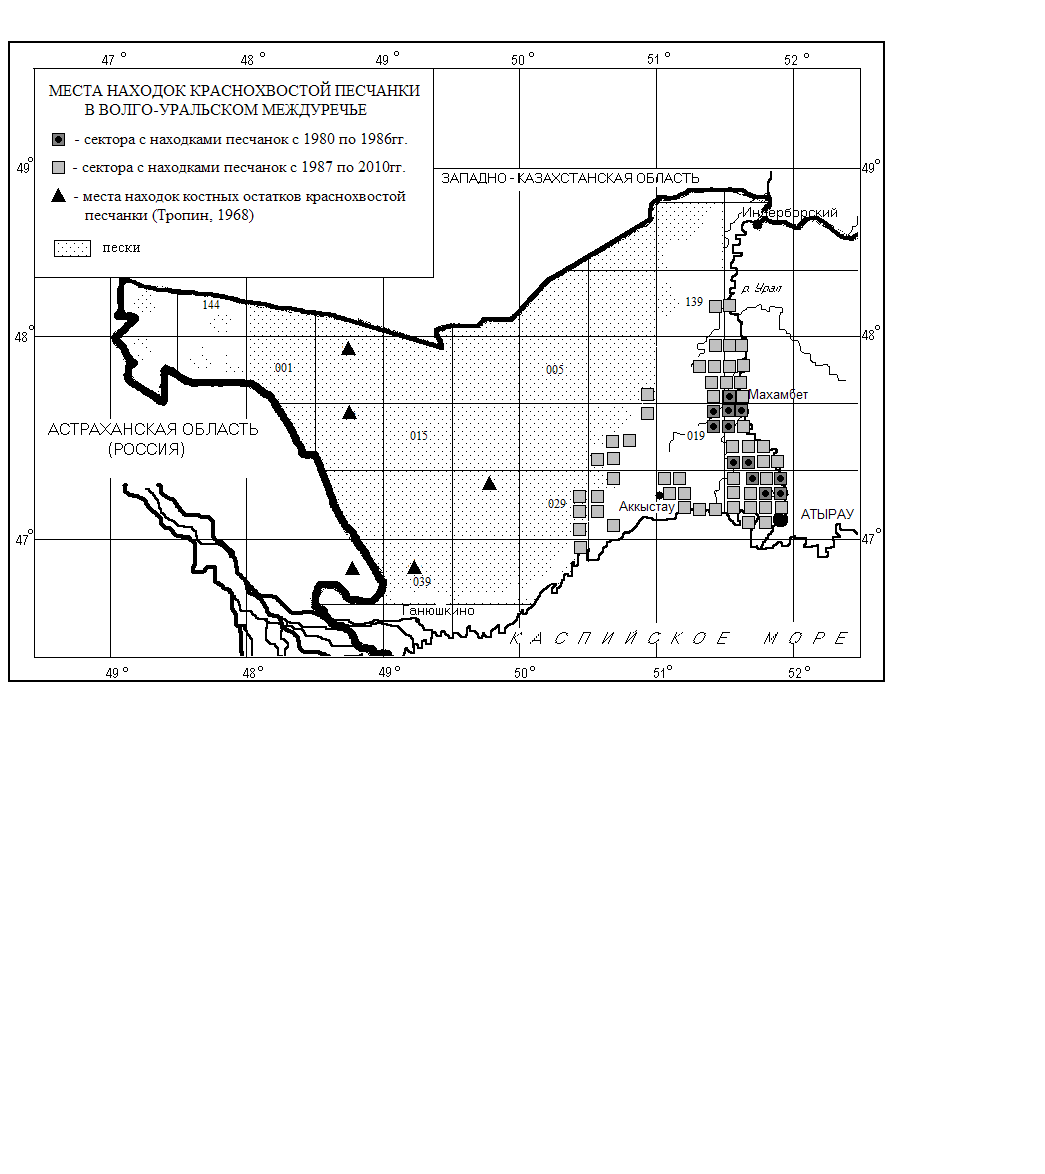 47° 48° 49° 50° 51° 52°
МЕСТА НАХОДОК КРАСНОХВОСТОЙ ПЕСЧАНКИ
В ВОЛГО-УРАЛЬСКОМ МЕЖДУРЕЧЬЕ
- сектора с находками песчанок с 1980 по 1986гг.
- сектора с находками песчанок с 1987 по 2010гг.
- места находок костных остатков краснохвостой
песчанки (Тропин, 1968)
пески
49° 49°
ЗАПАДНО - КАЗАХСТАНСКАЯ ОБЛАСТЬ
Индерборский
р. Урал
144
139
48° 48°
001
005
Махамбет
АСТРАХАНСКАЯ ОБЛАСТЬ
(РОССИЯ)
015
019
029
Аккыстау
АТЫРАУ
47° 47°
039
Ганюшкино
КАСПИЙСКОЕ МОРЕ
49° 48° 49° 50° 51° 52°